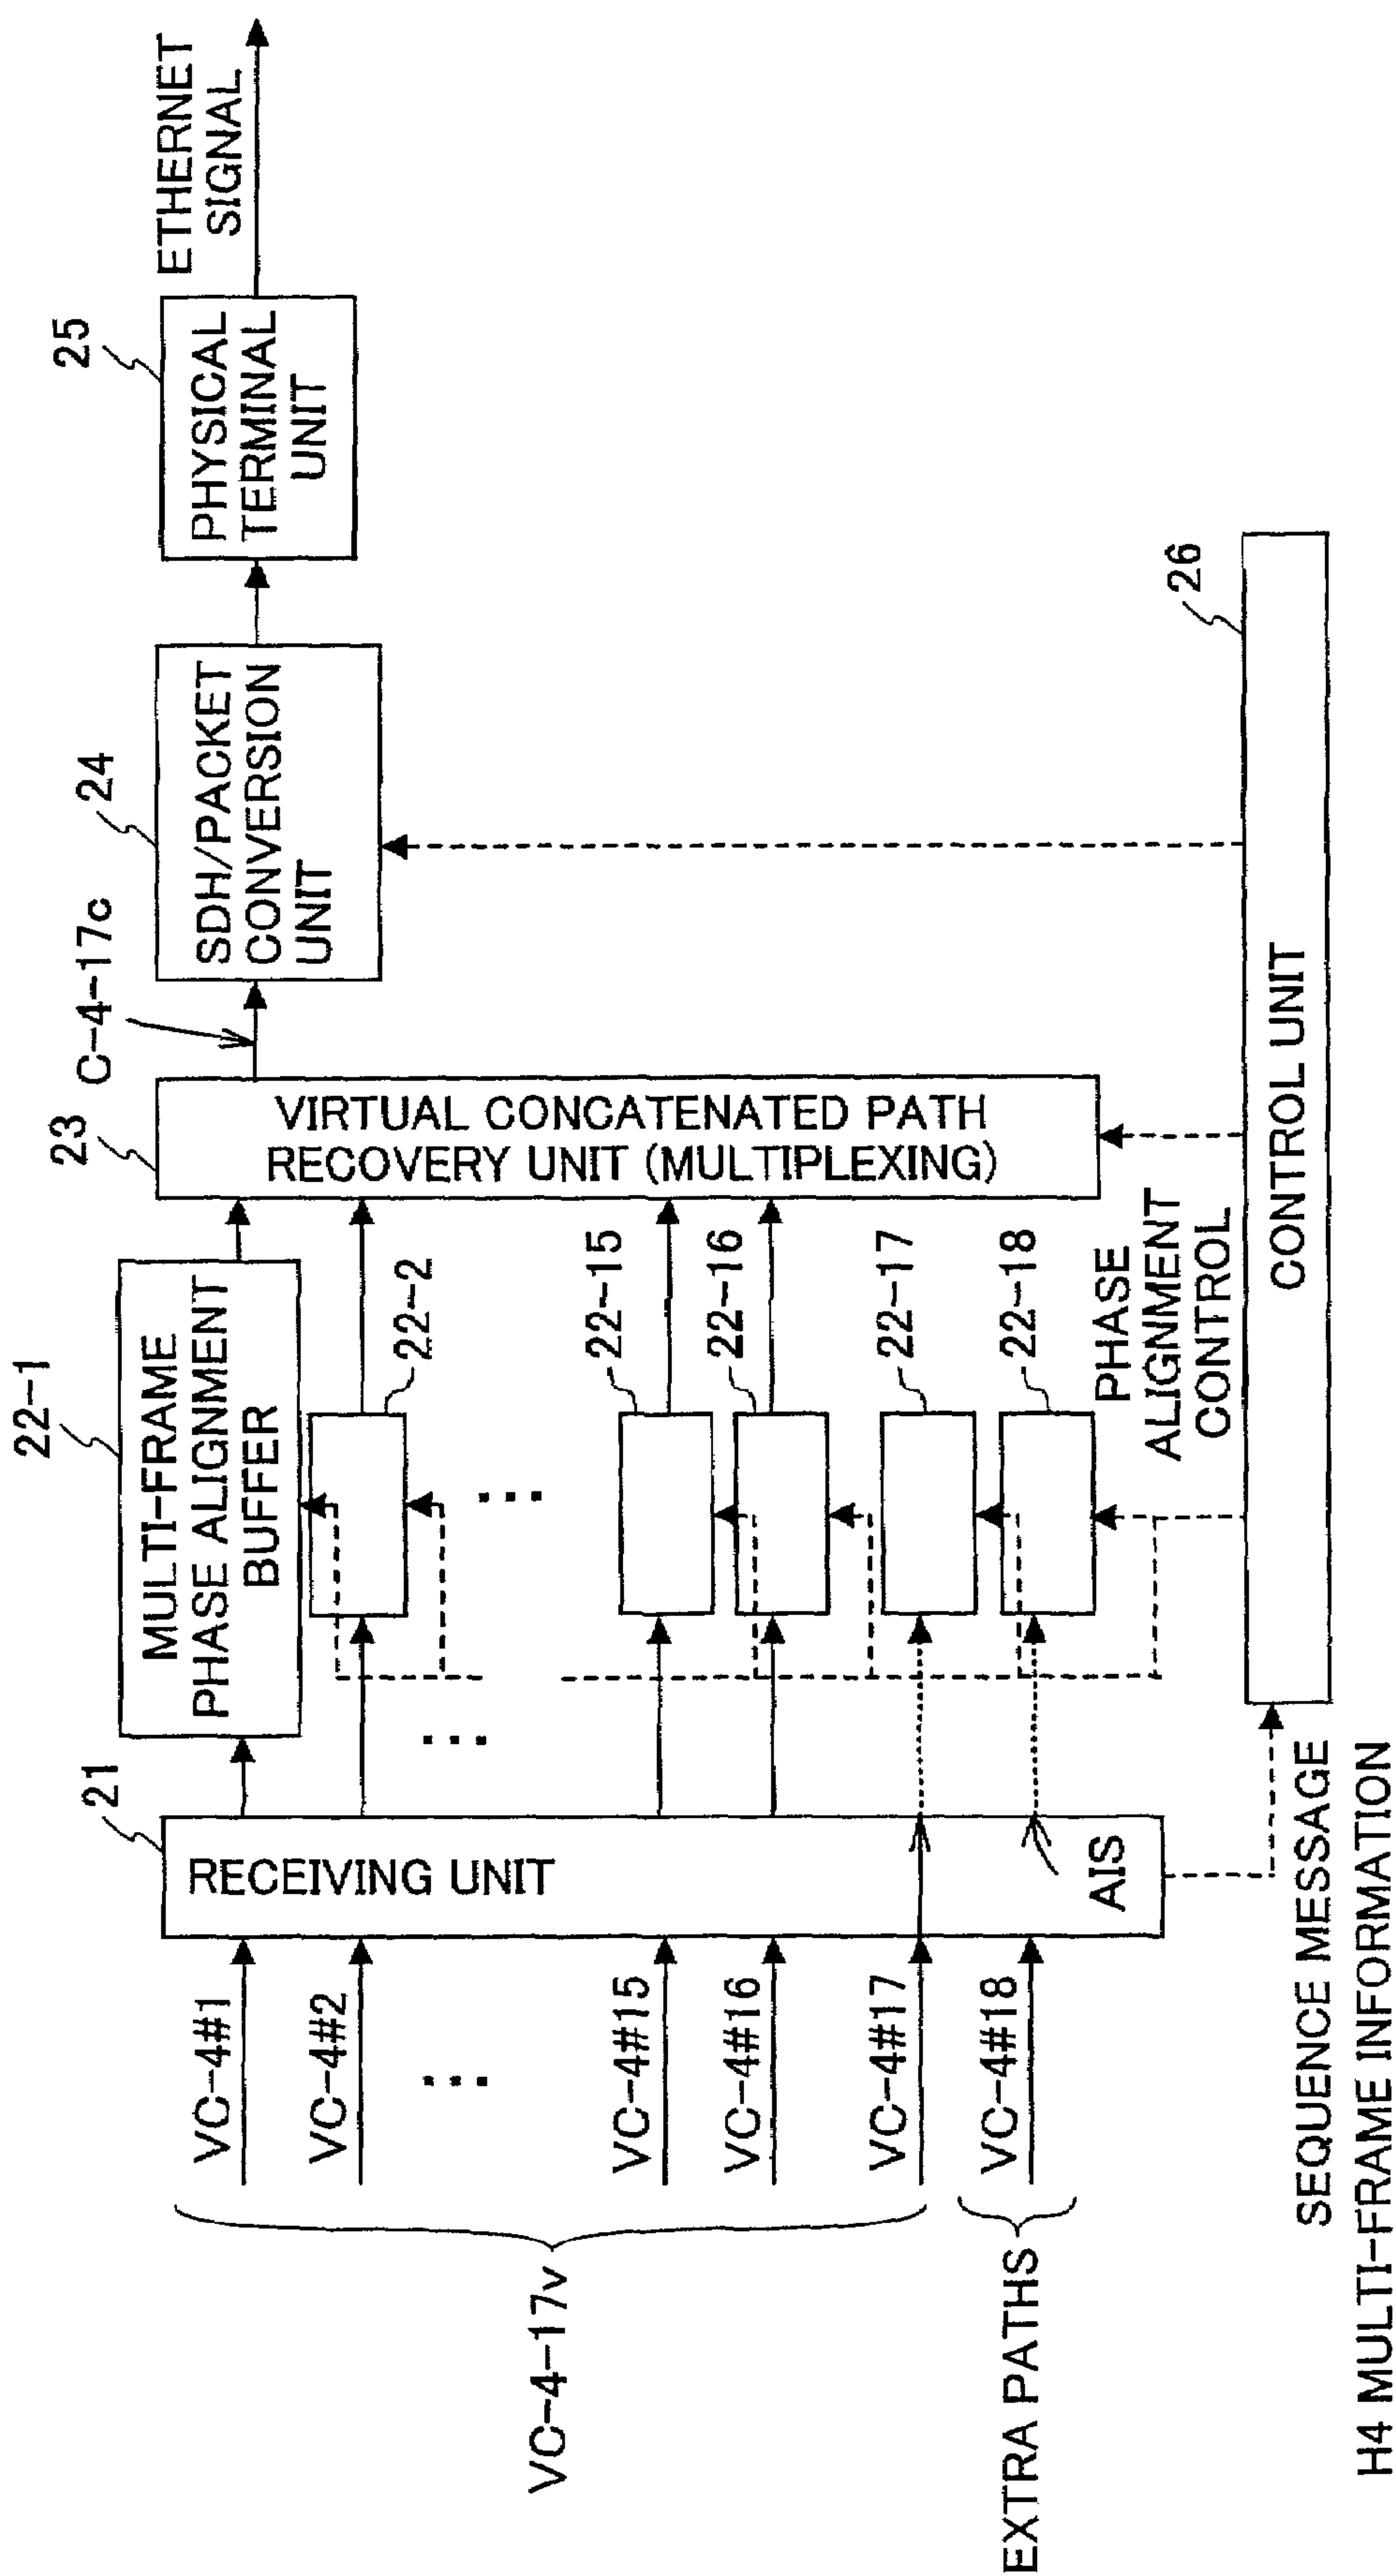 22-1
MULTI-FRAME
PHASE ALIGNMENT
BUFFER
21
RECEIVING UNIT
AIS
VC-4#1
VC-4#2
...
VC-4#15
VC-4#16
VC-4#17
VC-4#18
VC-4-17v
EXTRA PATHS
...
...
22-2
22-15
22-16
22-17
22-18
23
VIRTUAL CONCATENATED PATH
RECOVERY UNIT (MULTIPLEXING)
C-4-17c
24
SDH/PACKET
CONVERSION
UNIT
25
PHYSICAL
TERMINAL
UNIT
ETHERNET
SIGNAL
PHASE
ALIGNMENT
CONTROL
26
CONTROL UNIT
SEQUENCE MESSAGE
H4 MULTI-FRAME INFORMATION